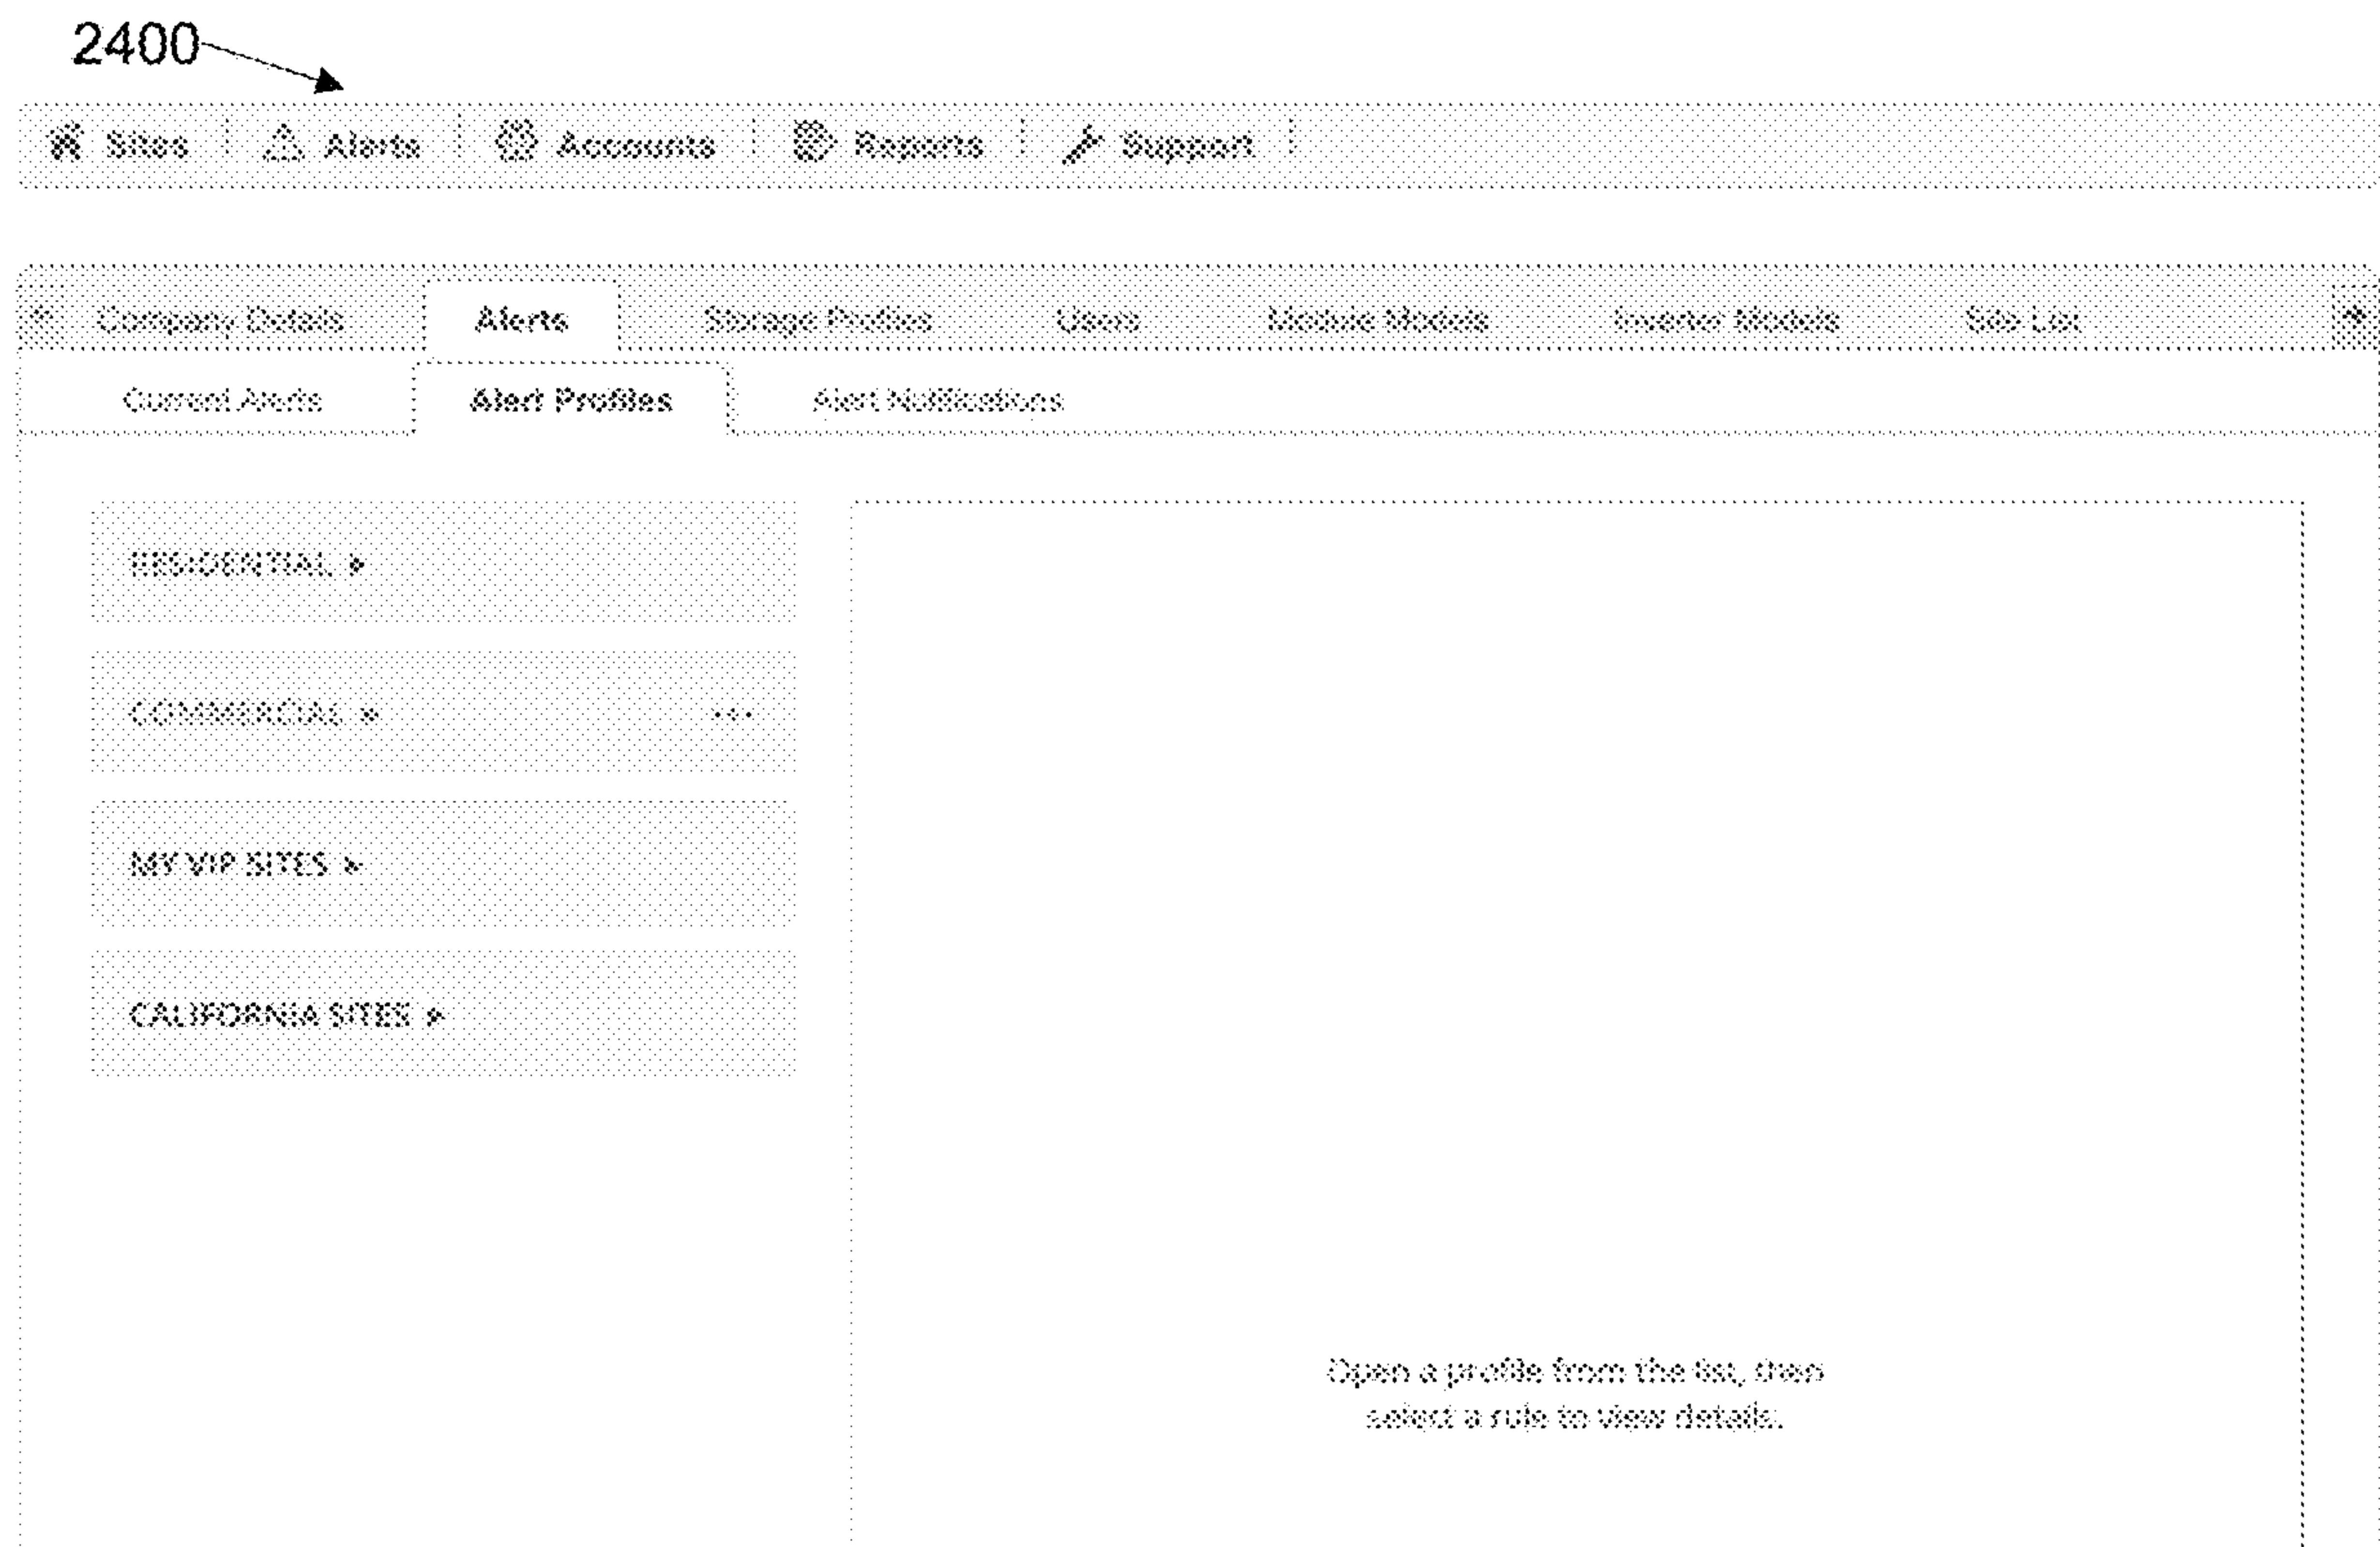 2400
Sites Alerts Accounts Reports Support
Company Details Alerts Storage Profiles Users Module Models Inverter Models Site List
Current Alerts Alert Profiles Alert Notifications
RESIDENTIAL
COMMERCIAL ...
MY VIP SITES
CALIFORNIA SITES
Open a profile from the list, then
select a rule to view details.